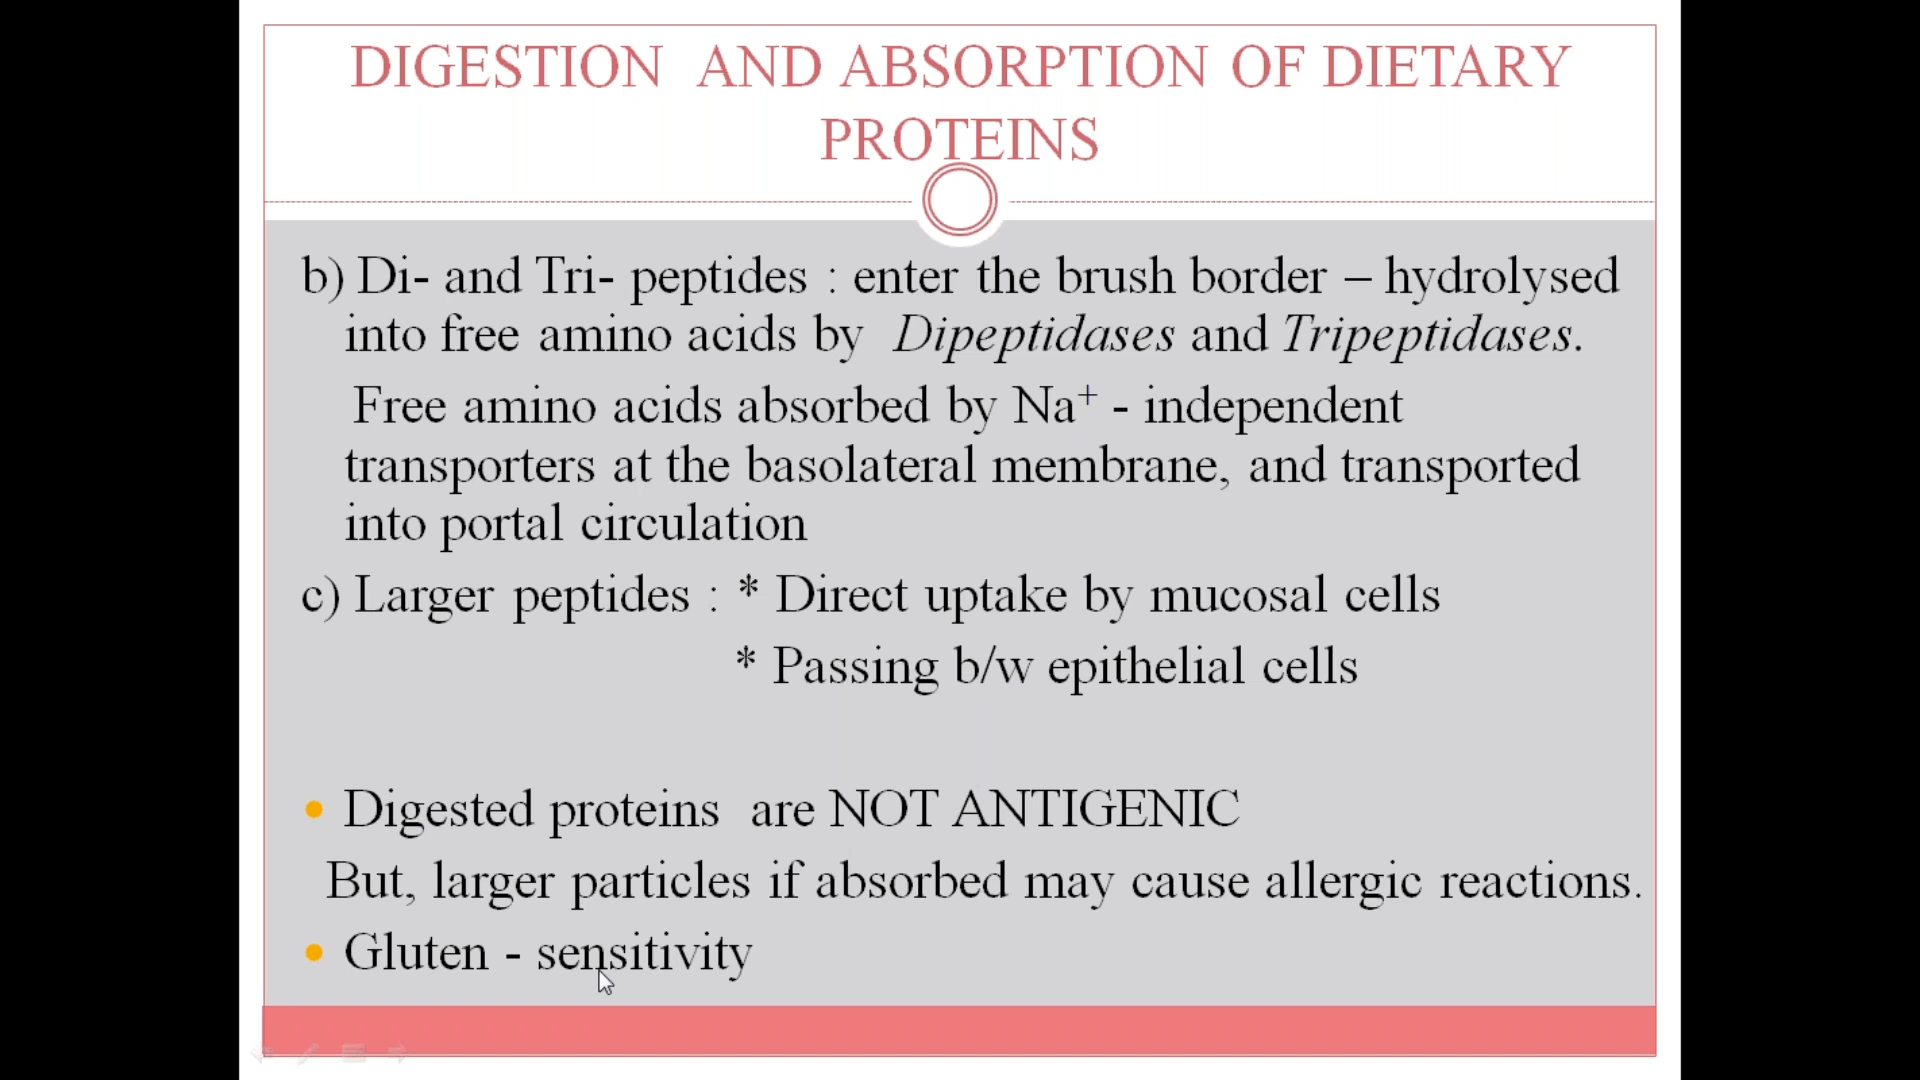 DIGESTION AND ABSORPTION OF DIETARY
PROTEINS
b) Di- and Tri- peptides : enter the brush border – hydrolysed
into free amino acids by Dipeptidases and Tripeptidases.
Free amino acids absorbed by Na⁺ - independent
transporters at the basolateral membrane, and transported
into portal circulation
c) Larger peptides : * Direct uptake by mucosal cells
* Passing b/w epithelial cells
• Digested proteins are NOT ANTIGENIC
But, larger particles if absorbed may cause allergic reactions.
• Gluten - sensitivity